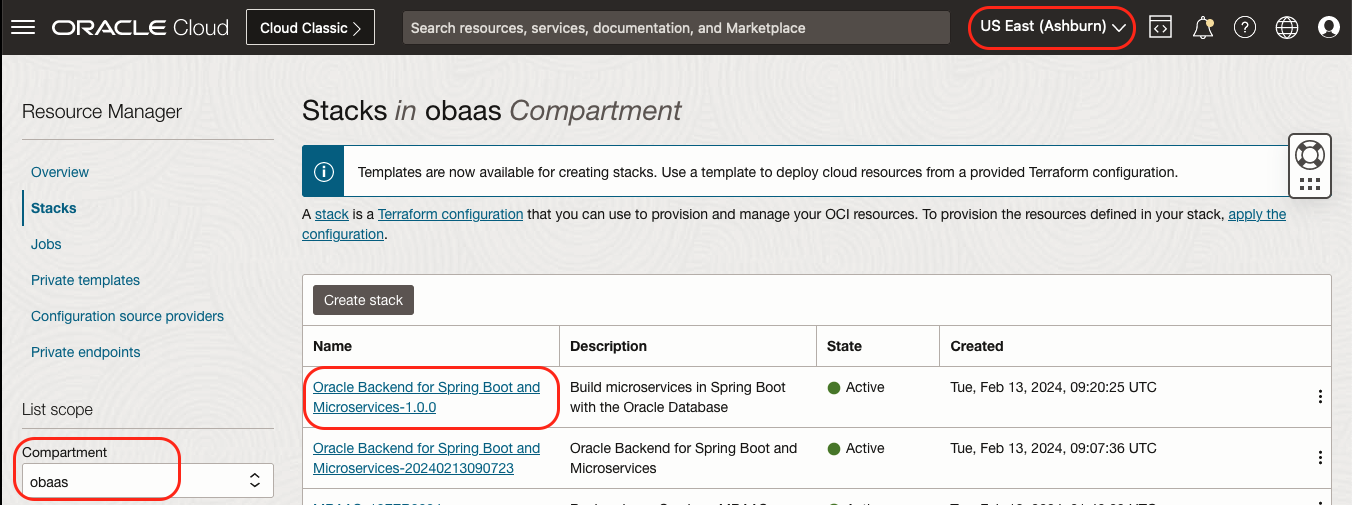 ORACLE Cloud
Cloud Classic
Search resources, services, documentation, and Marketplace
US East (Ashburn)
Resource Manager
Overview
Stacks
Jobs
Private templates
Configuration source providers
Private endpoints
List scope
Compartment
obaas
Stacks in obaas Compartment
Templates are now available for creating stacks. Use a template to deploy cloud resources from a provided Terraform configuration.
A stack is a Terraform configuration that you can use to provision and manage your OCI resources. To provision the resources defined in your stack, apply the
configuration.
Create stack
Name Description State Created
Oracle Backend for Spring Boot and
Microservices-1.0.0
Build microservices in Spring Boot
with the Oracle Database
Active
Tue, Feb 13, 2024, 09:20:25 UTC
Oracle Backend for Spring Boot and
Microservices-20240213090723
Oracle Backend for Spring Boot and
Microservices
Active
Tue, Feb 13, 2024, 09:07:36 UTC